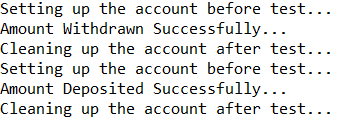 Setting up the account before test...
Amount Withdrawn Successfully...
Cleaning up the account after test...
Setting up the account before test...
Amount Deposited Successfully...
Cleaning up the account after test...